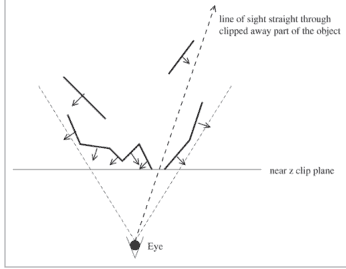 line of sight straight through
clipped away part of the object
near z clip plane
Eye